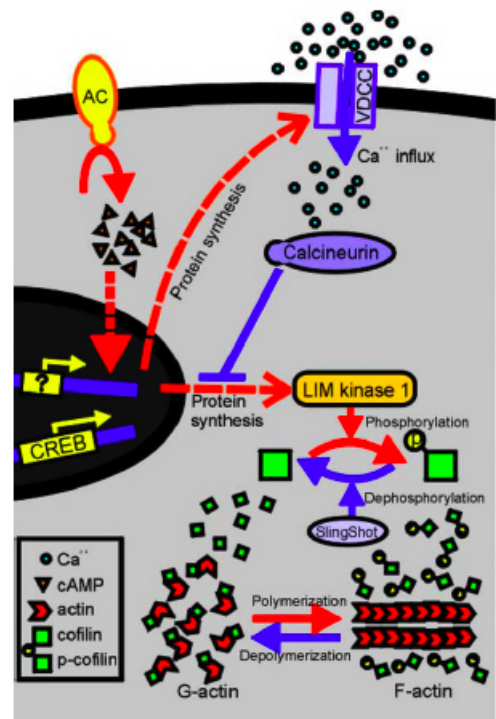 AC
VDCC
Ca¨ influx
Protein synthesis
Calcineurin
?
CREB
Protein
synthesis
LIM kinase 1
Phosphorylation
p
Dephosphorylation
SlingShot
Ca¨
cAMP
actin
cofilin
p-cofilin
Polymerization
Depolymerization
G-actin
F-actin